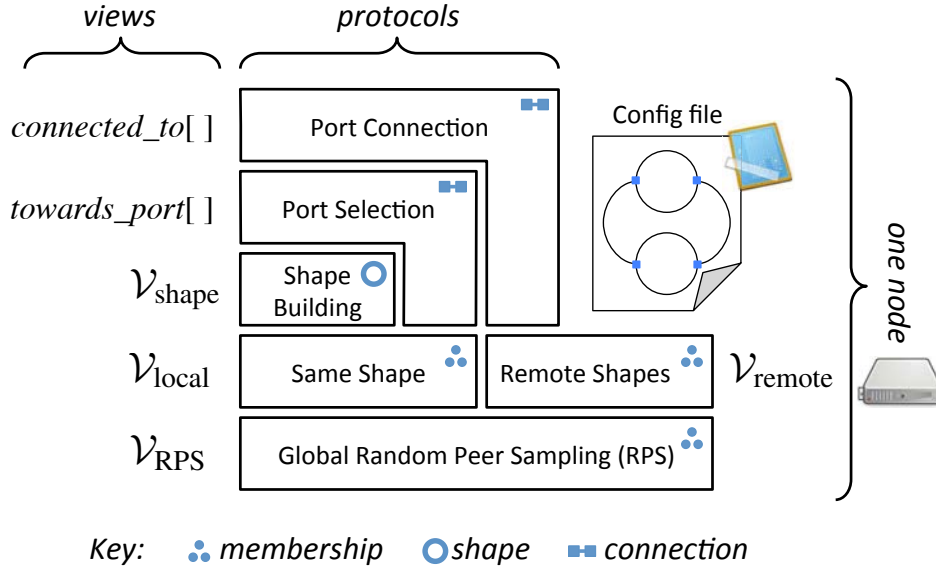 views
protocols
connected_to[ ]
Port Connection
Config file
towards_port[ ]
Port Selection
𝒱shape
Shape
Building
one node
𝒱local
Same Shape
Remote Shapes
𝒱remote
𝒱RPS
Global Random Peer Sampling (RPS)
Key: membership shape connection